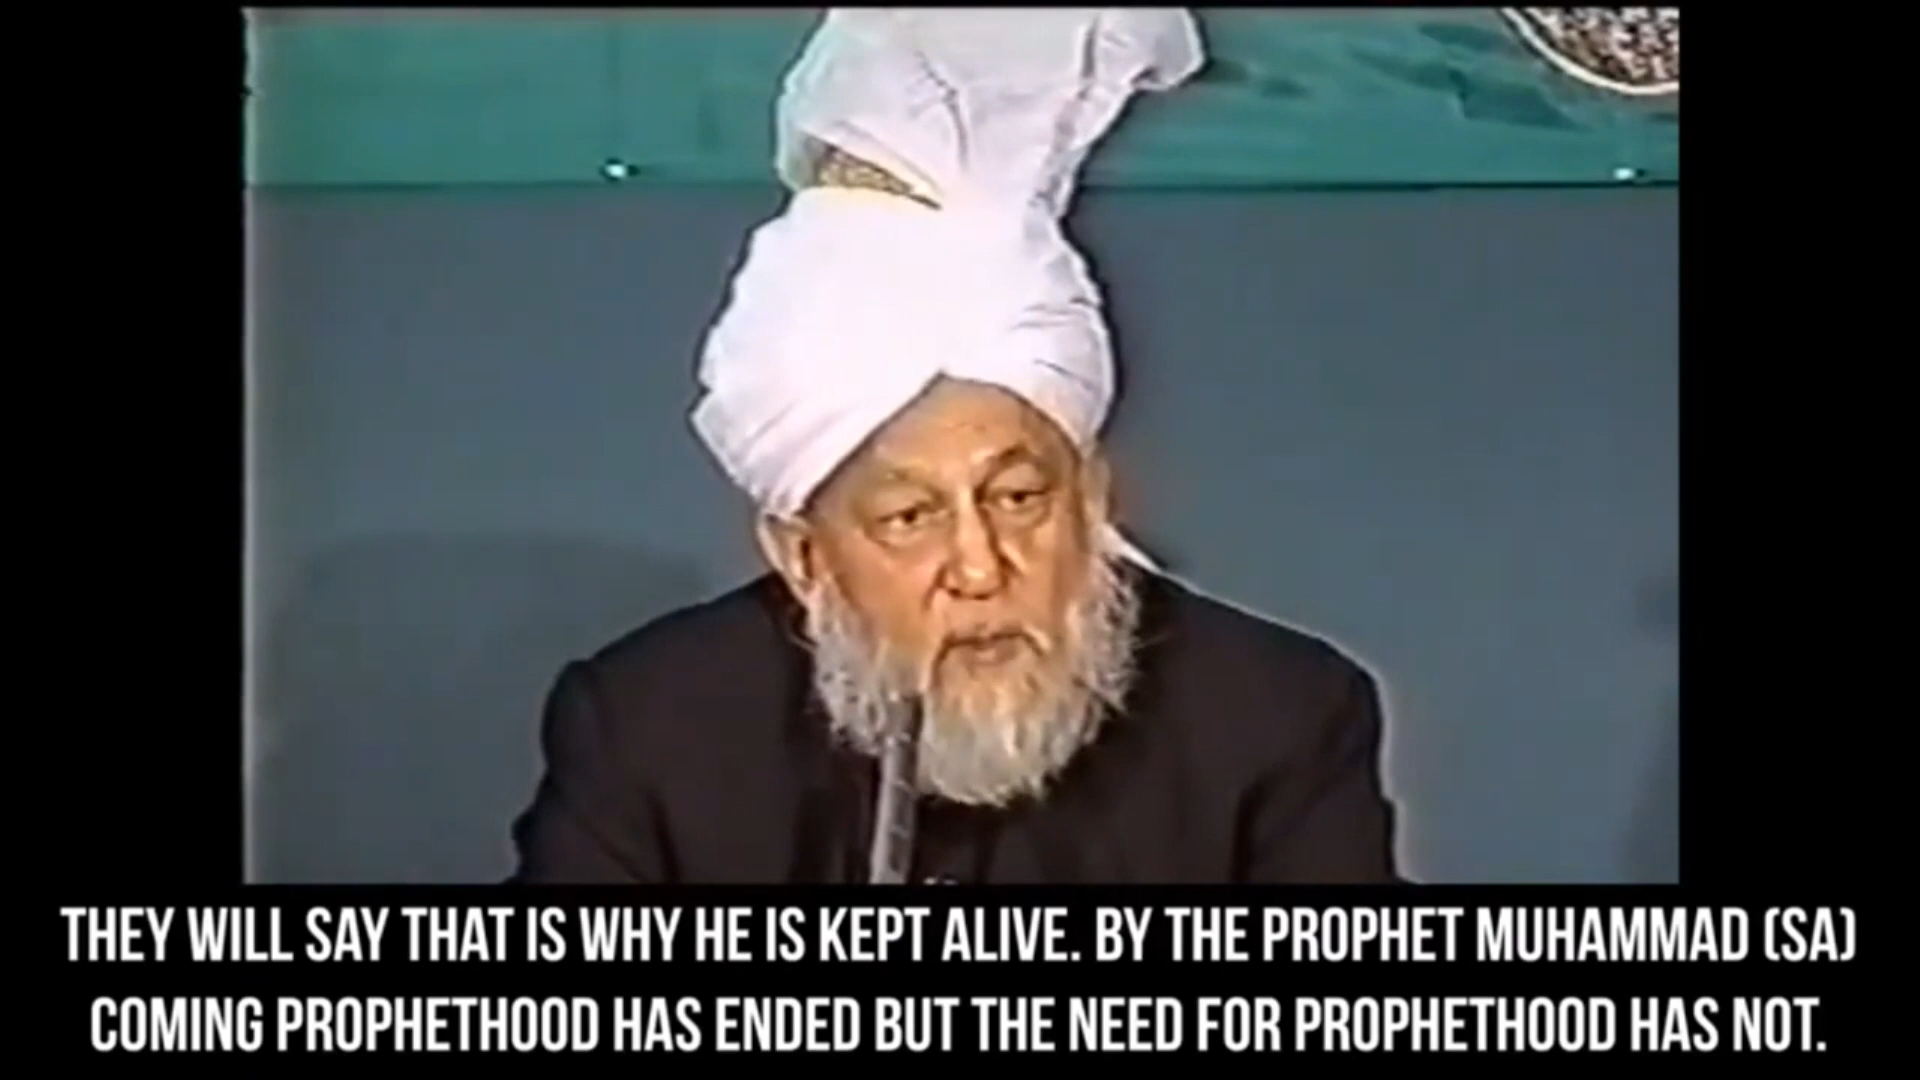 THEY WILL SAY THAT IS WHY HE IS KEPT ALIVE. BY THE PROPHET MUHAMMAD (SA)
COMING PROPHETHOOD HAS ENDED BUT THE NEED FOR PROPHETHOOD HAS NOT.